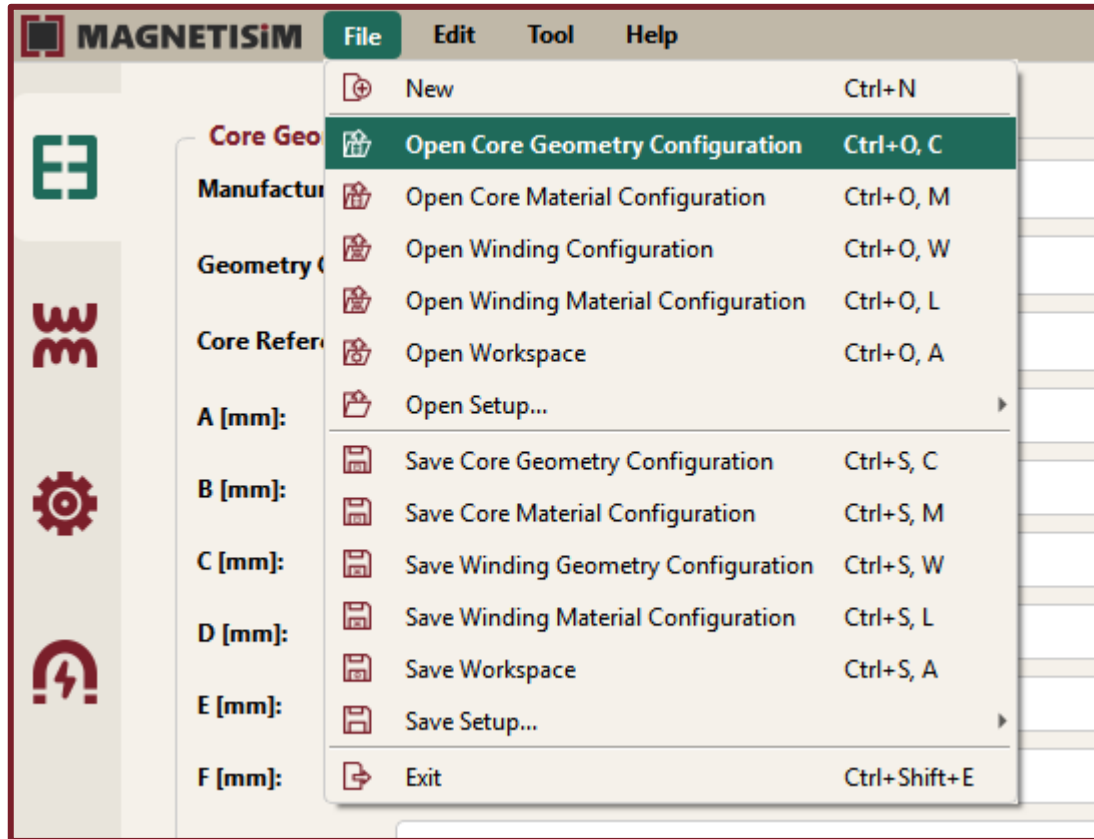 MAGNETISiM File Edit Tool Help
New Ctrl+N
Core Geo
Open Core Geometry Configuration Ctrl+O, C
Manufactur
Open Core Material Configuration Ctrl+O, M
Open Winding Configuration Ctrl+O, W
Geometry
Open Winding Material Configuration Ctrl+O, L
Core Refere
Open Workspace Ctrl+O, A
A [mm]:
Open Setup...
Save Core Geometry Configuration Ctrl+S, C
B [mm]:
Save Core Material Configuration Ctrl+S, M
C [mm]:
Save Winding Geometry Configuration Ctrl+S, W
Save Winding Material Configuration Ctrl+S, L
D [mm]:
Save Workspace Ctrl+S, A
E [mm]:
Save Setup...
F [mm]:
Exit Ctrl+Shift+E